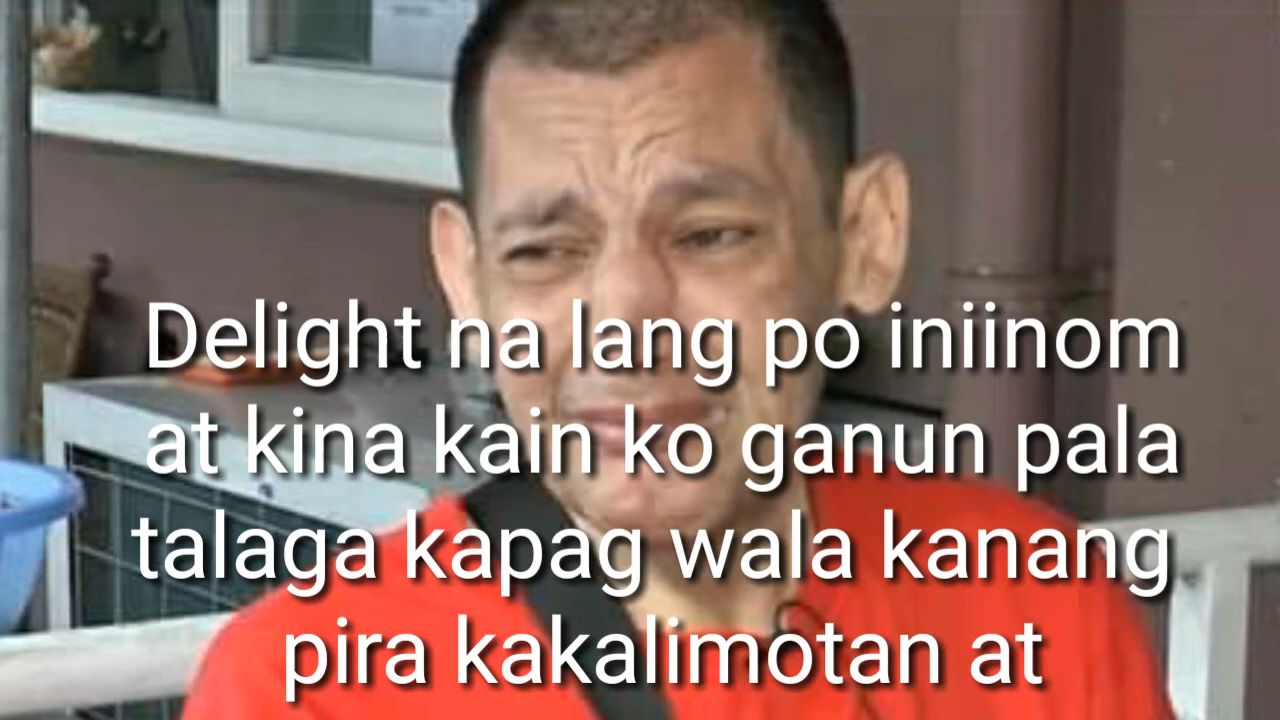 Delight na lang po iniinom
at kina kain ko ganun pala
talaga kapag wala kanang
pira kakalimotan at